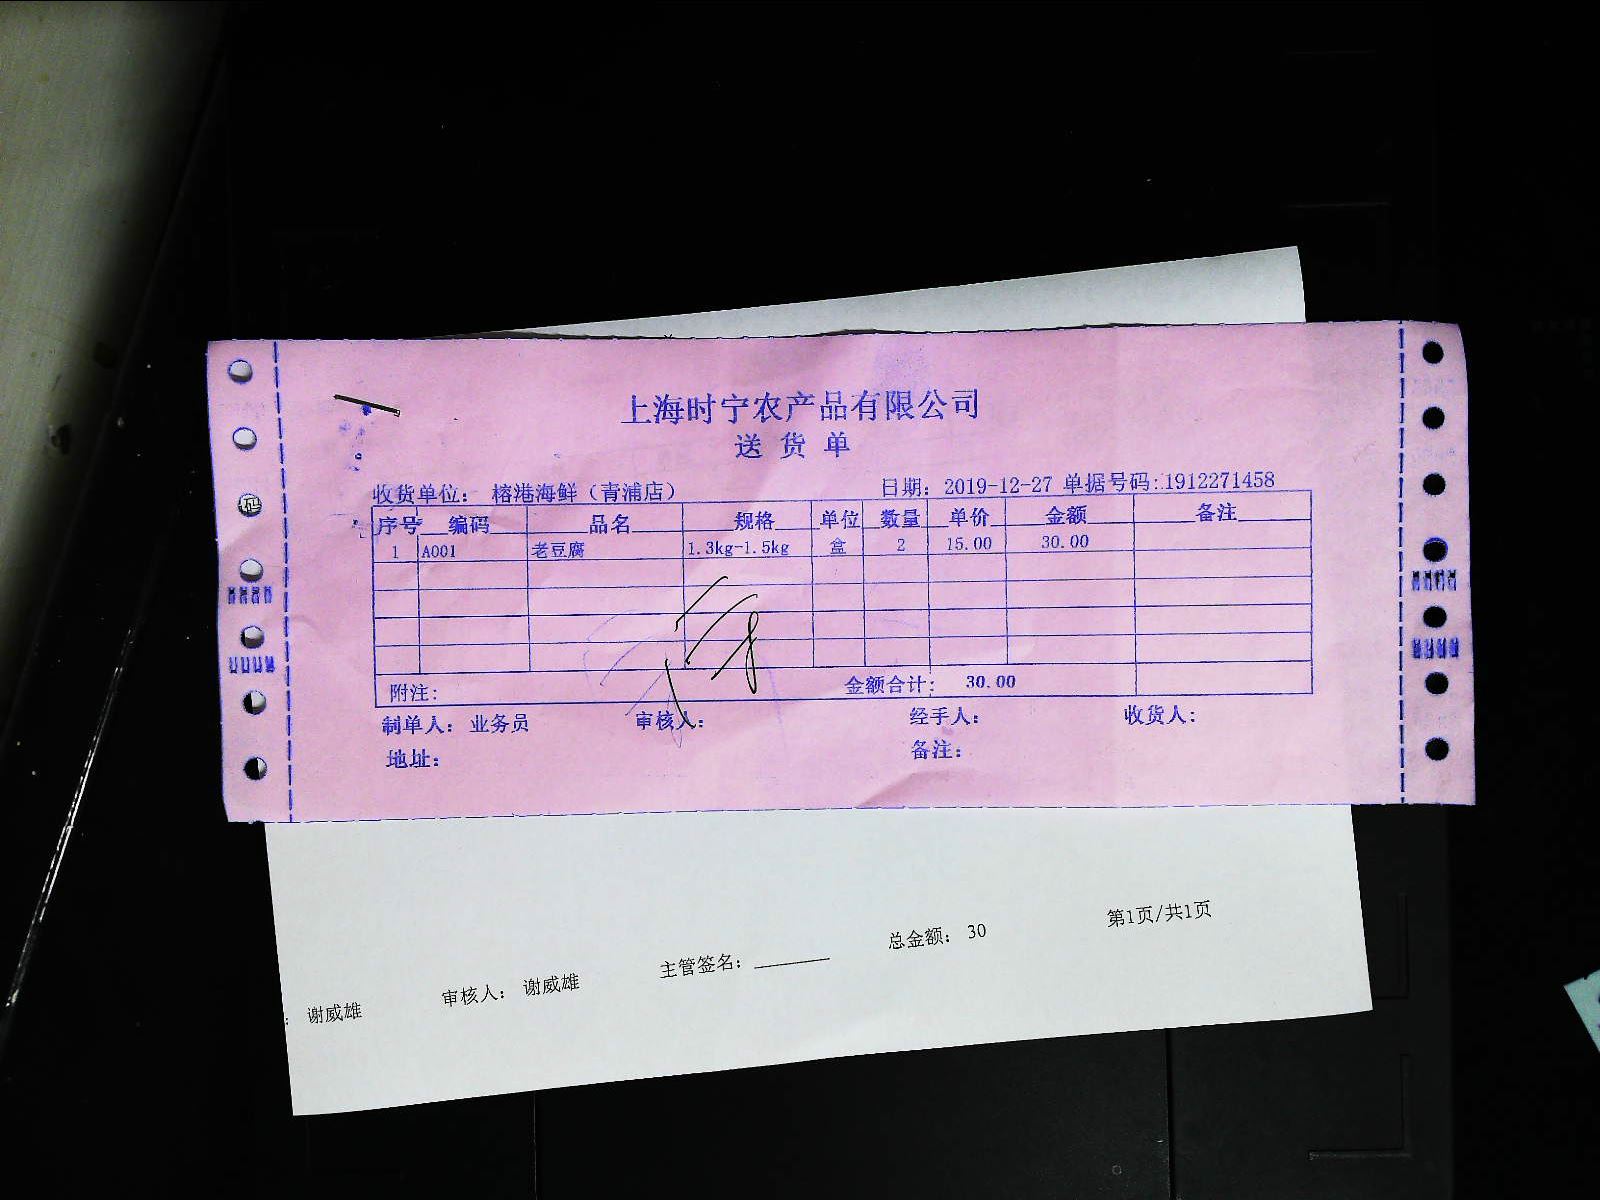 上海时宁农产品有限公司
送货单
收货单位： 榕港海鲜（青浦店） 日期：2019-12-27 单据号码:1912271458
序号 编码 品名 规格 单位 数量 单价 金额 备注
1 A001 老豆腐 1.3kg-1.5kg 盒 2 15.00 30.00
附注: 金额合计: 30.00
制单人：业务员 审核人: 经手人: 收货人:
地址: 备注:
总金额： 30 第1页/共1页
: 谢威雄 审核人： 谢威雄 主管签名：